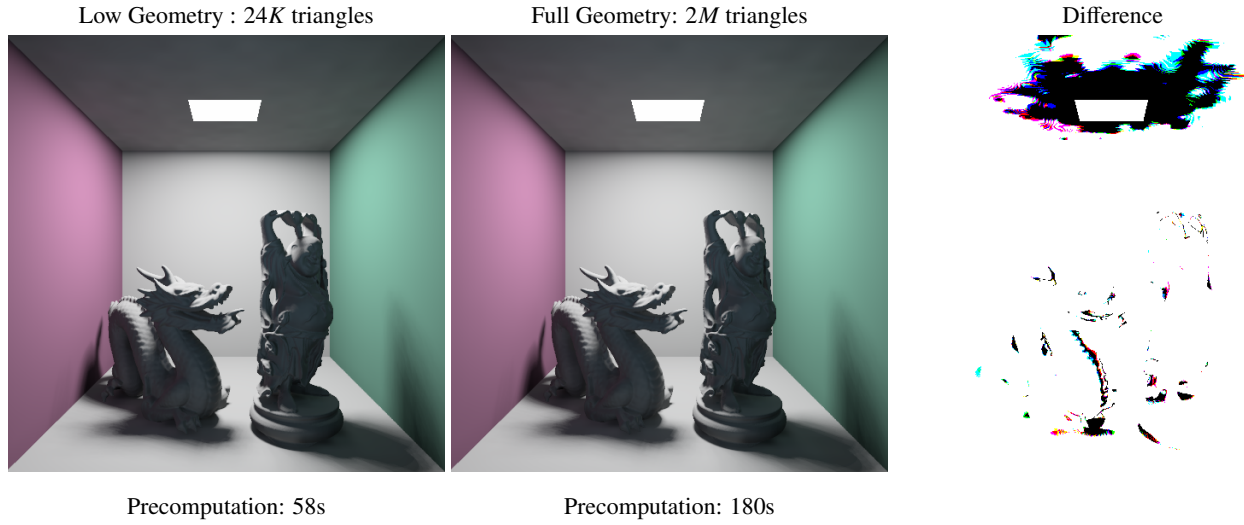 Low Geometry : 24K triangles
Full Geometry: 2M triangles
Difference
Precomputation: 58s
Precomputation: 180s